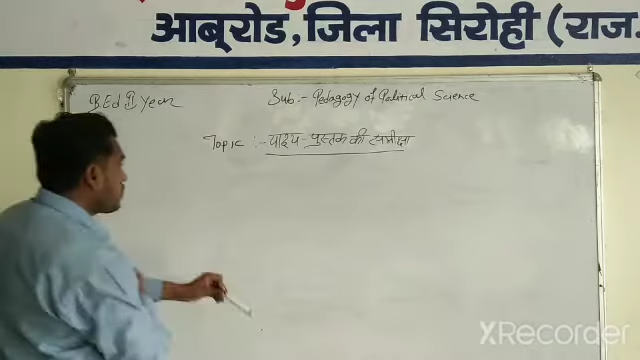 आबूरोड, जिला सिरोही (राज.
B.Ed II Year
Sub:- Pedagogy of Political Science
Topic :- पाठ्य-पुस्तक की समीक्षा
XRecorder